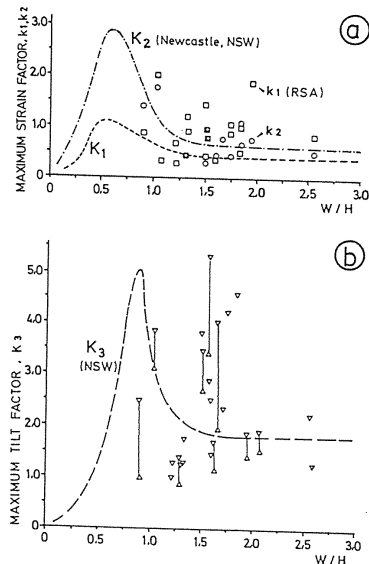 MAXIMUM STRAIN FACTOR, k1,k2
3.0
2.0
1.0
0
K2 (Newcastle, NSW)
a
k1 (RSA)
k2
K1
0.5 1.0 1.5 2.0 2.5 3.0
W / H
MAXIMUM TILT FACTOR , K3
b
5.0
4.0
3.0
2.0
1.0
0
K3
(NSW)
0.5 1.0 1.5 2.0 2.5 3.0
W / H